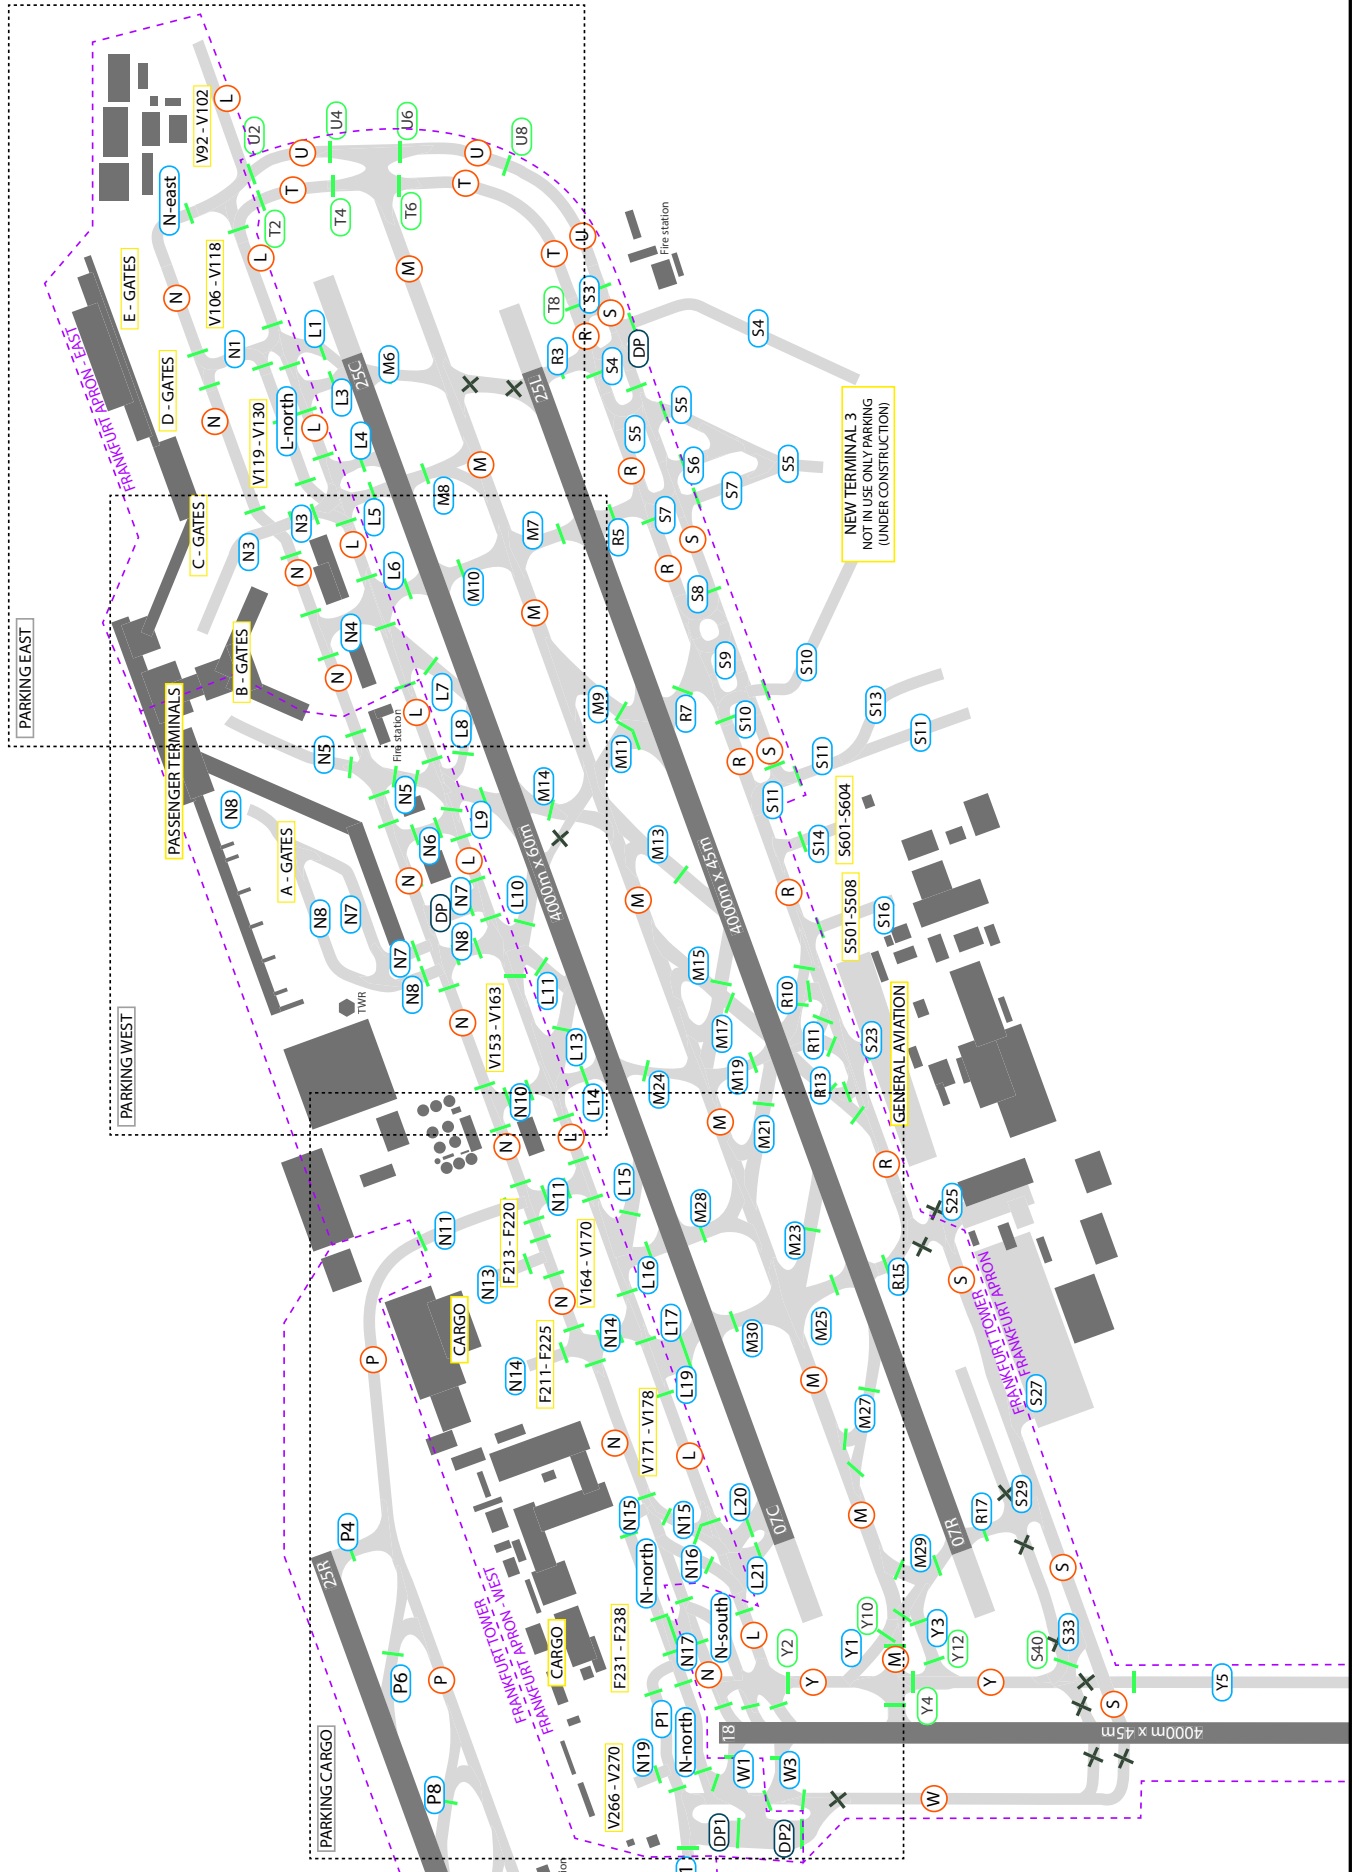 L
V92 - V102
U2
U4
U6
U8
U
U
N-east
T
T
T2
T4
T6
L
M
V106 - V118
E - GATES
N
U
T
Fire station
T8
S3
S
R
FRANKFURT APRON - EAST
N1
L1
D - GATES
M6
25C
R3
S4
DP
S4
25L
N
V119 - V130
L-north
L
L3
L4
M
S5
S5
R
S6
S5
S7
NEW TERMINAL 3
NOT IN USE ONLY PARKING
(UNDER CONSTRUCTION)
C - GATES
N3
N3
L5
M8
M7
R5
S7
S
N
L
L6
M10
R
S8
PARKING EAST
B - GATES
N4
M
S9
S10
PASSENGER TERMINALS
N
L7
L
M9
R7
S10
S13
S11
N5
Fire station
L8
M11
R
S
S11
N8
N5
M14
S11
A - GATES
N6
L9
M13
S14
S601 - S604
N
L
4000m x 60m
4000m x 45m
N8
N7
DP
N7
L10
M
R
S501-S508
S16
N7
N8
N8
M15
TWR
V153 - V163
N
L11
R10
M17
R11
S23
GENERAL AVIATION
PARKING WEST
L13
M19
M24
R13
N10
L14
N
L
M
M21
R
N11
N11
F213 - F220
L15
M28
S25
V164 - V170
M23
N13
L16
R15
S
N
CARGO
P
F211- F225
N14
N14
L17
M30
M25
FRANKFURT TOWER
FRANKFURT APRON
L19
M
S27
M27
V171 - V178
N
L
P4
25R
N15
N15
L20
07C
M
R17
S29
N-north
N16
L21
M29
07R
S
FRANKFURT TOWER
FRANKFURT APRON - WEST
CARGO
F231 - F238
N-south
N17
L
Y2
Y10
Y1
Y3
Y12
S40
S33
M
P6
P
N
Y
Y4
Y
S
Y5
P1
18
4000m x 45m
PARKING CARGO
N19
N-north
W1
W3
V266 - V270
P8
W
DP1
DP2